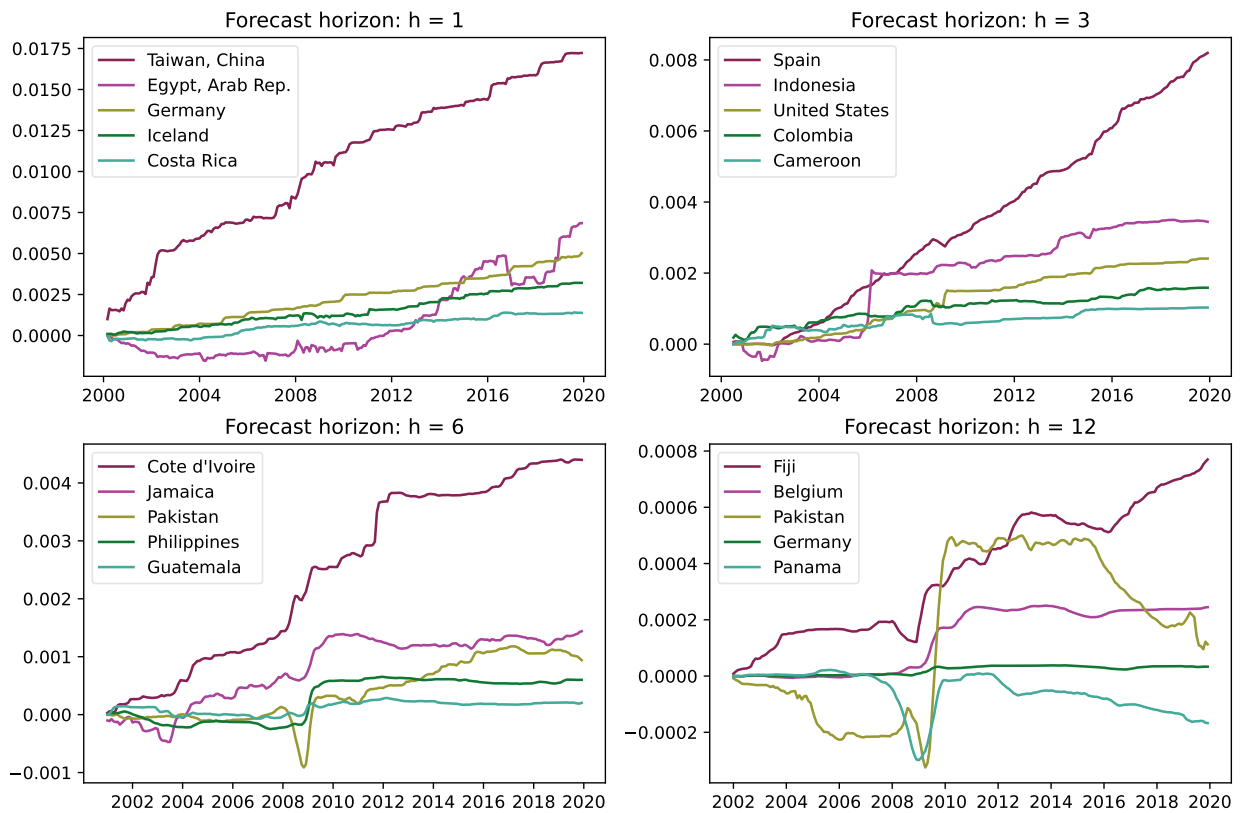 Forecast horizon: h = 1
0.0175
0.0150
0.0125
0.0100
0.0075
0.0050
0.0025
0.0000
Taiwan, China
Egypt, Arab Rep.
Germany
Iceland
Costa Rica
2000 2004 2008 2012 2016 2020
Forecast horizon: h = 3
0.008
0.006
0.004
0.002
0.000
Spain
Indonesia
United States
Colombia
Cameroon
2000 2004 2008 2012 2016 2020
Forecast horizon: h = 6
0.004
0.003
0.002
0.001
0.000
−0.001
Cote d'Ivoire
Jamaica
Pakistan
Philippines
Guatemala
2002 2004 2006 2008 2010 2012 2014 2016 2018 2020
Forecast horizon: h = 12
0.0008
0.0006
0.0004
0.0002
0.0000
−0.0002
Fiji
Belgium
Pakistan
Germany
Panama
2002 2004 2006 2008 2010 2012 2014 2016 2018 2020